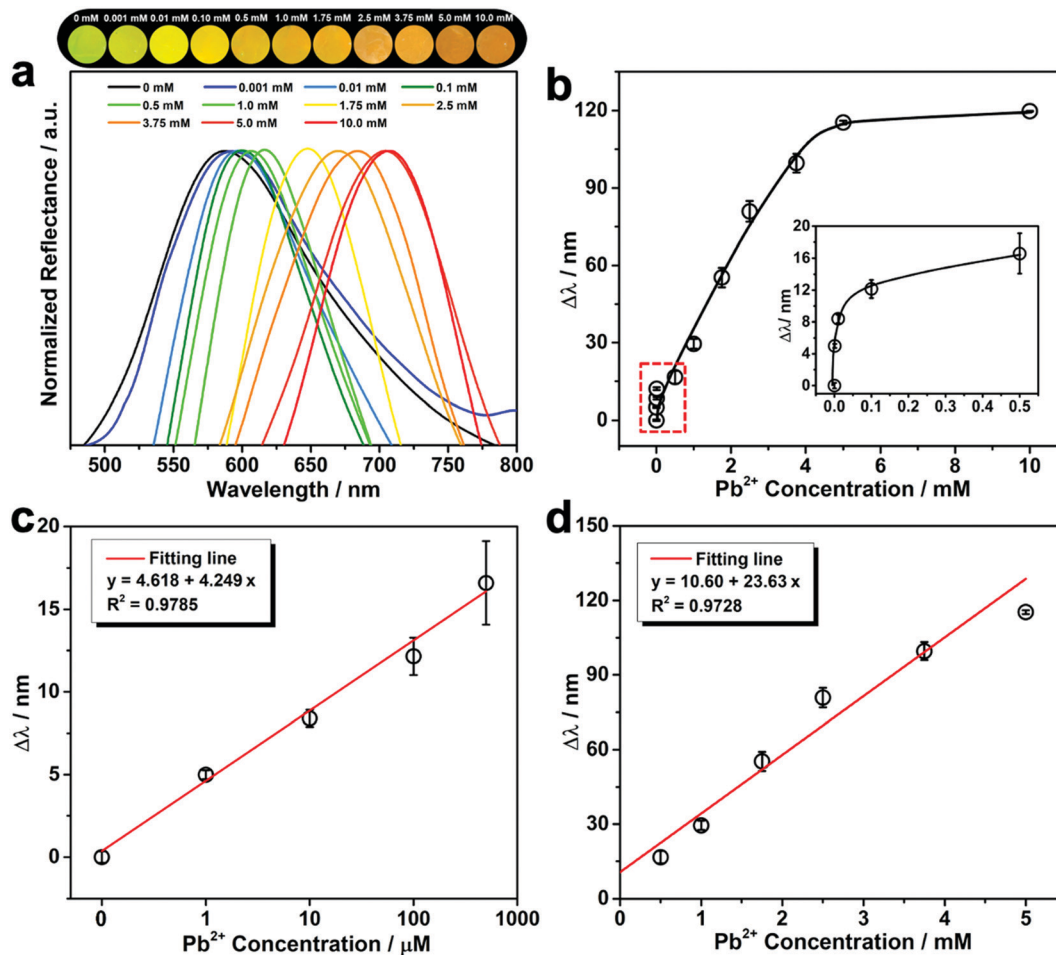 0 mM 0.001 mM 0.01 mM 0.10 mM 0.5 mM 1.0 mM 1.75 mM 2.5 mM 3.75 mM 5.0 mM 10.0 mM
a
0 mM 0.001 mM 0.01 mM 0.1 mM
0.5 mM 1.0 mM 1.75 mM 2.5 mM
3.75 mM 5.0 mM 10.0 mM
Normalized Reflectance / a.u.
500 550 600 650 700 750 800
Wavelength / nm
b
120
90
60
30
0
Δλ / nm
0 2 4 6 8 10
Pb²⁺ Concentration / mM
20
16
12
8
4
0
Δλ / nm
0.0 0.1 0.2 0.3 0.4 0.5
c
20
15
10
5
0
Δλ / nm
Fitting line
y = 4.618 + 4.249 x
R² = 0.9785
0 1 10 100 1000
Pb²⁺ Concentration / μM
d
150
120
90
60
30
0
Δλ / nm
Fitting line
y = 10.60 + 23.63 x
R² = 0.9728
0 1 2 3 4 5
Pb²⁺ Concentration / mM